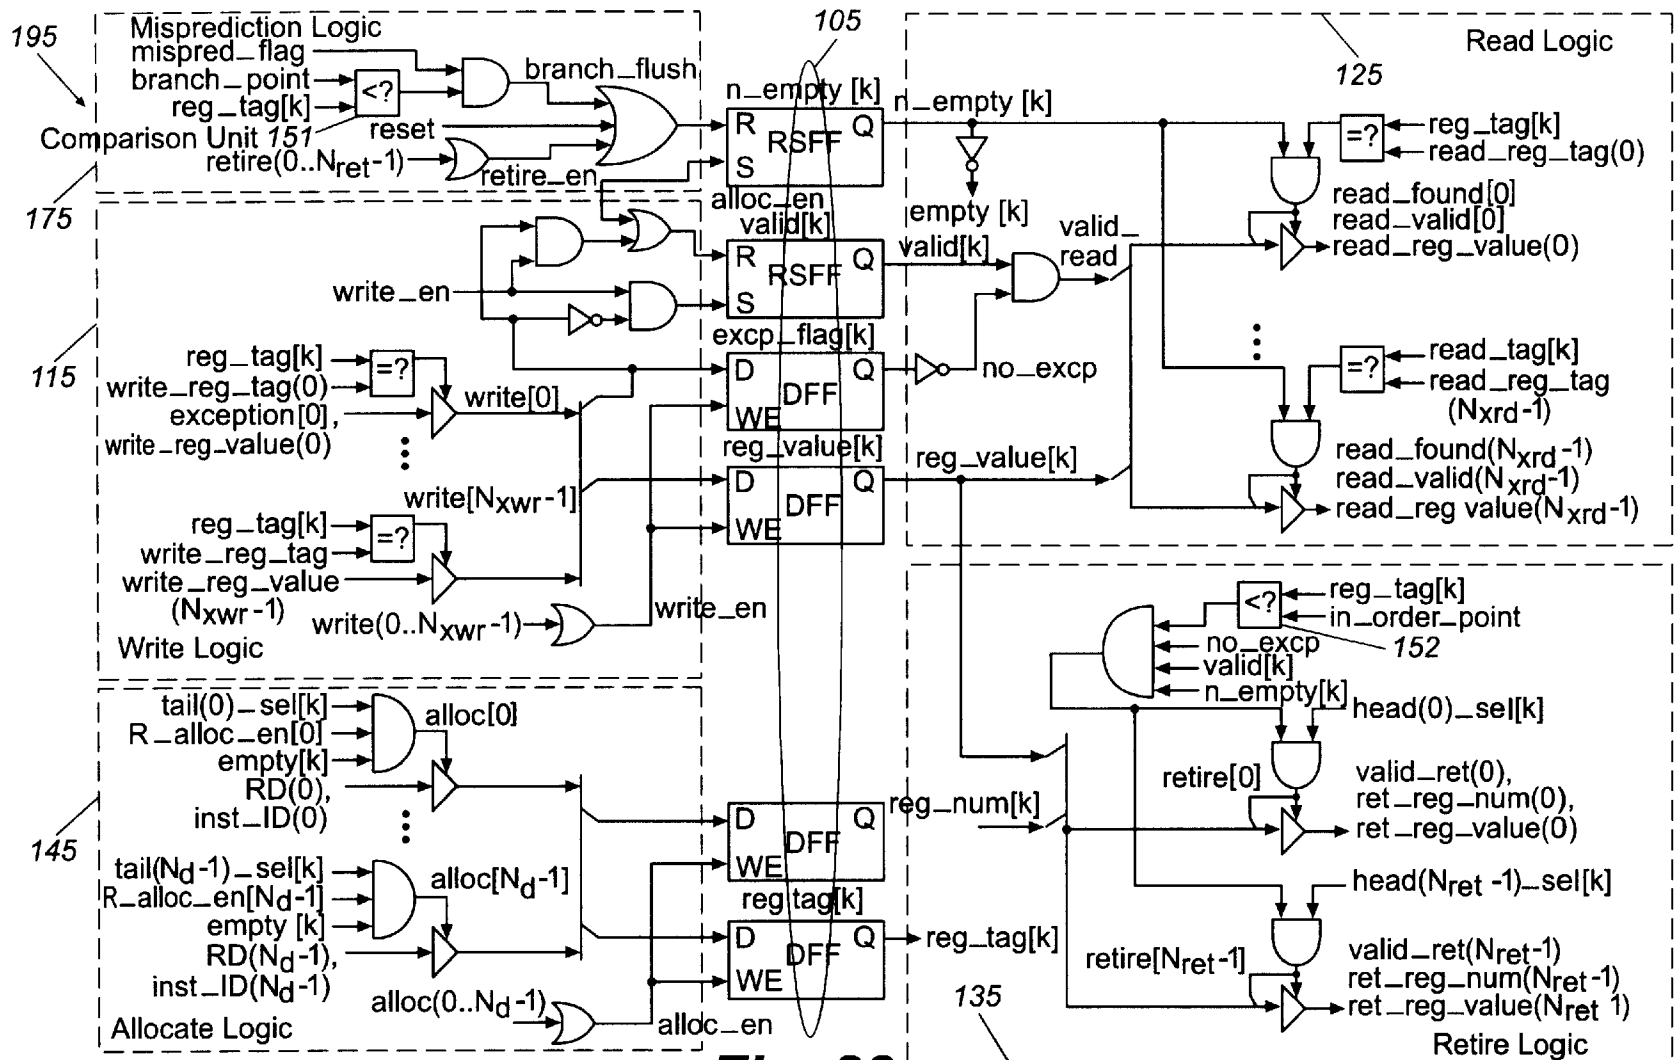 195
Misprediction Logic
mispred_flag
branch_point
reg_tag[k]
<?
branch_flush
Comparison Unit 151
reset
retire(0..Nret-1)
retire_en
175
105
n_empty [k]
R
RSFF
Q
S
n_empty [k]
empty [k]
125
Read Logic
=?
reg_tag[k]
read_reg_tag(0)
read_found[0]
read_valid[0]
read_reg_value(0)
alloc_en
valid[k]
R
RSFF
Q
S
valid[k]
valid_
read
write_en
115
reg_tag[k]
write_reg_tag(0)
=?
exception[0],
write_reg_value(0)
write[0]
excp_flag[k]
D
DFF
Q
WE
no_excp
=?
read_tag[k]
read_reg_tag
(Nxrd-1)
read_found(Nxrd-1)
read_valid(Nxrd-1)
read_reg value(Nxrd-1)
reg_value[k]
D
DFF
Q
WE
reg_value[k]
write[Nxwr-1]
reg_tag[k]
write_reg_tag
=?
write_reg_value
(Nxwr-1)
write(0..Nxwr-1)
write_en
Write Logic
<?
reg_tag[k]
in_order_point
152
no_excp
valid[k]
n_empty[k]
head(0)_sel[k]
retire[0]
valid_ret(0),
ret_reg_num(0),
ret_reg_value(0)
145
tail(0)_sel[k]
R_alloc_en[0]
empty[k]
RD(0),
inst_ID(0)
alloc[0]
tail(Nd-1)_sel[k]
R_alloc_en[Nd-1]
empty [k]
RD(Nd-1),
inst_ID(Nd-1)
alloc[Nd-1]
alloc(0..Nd-1)
alloc_en
Allocate Logic
D
DFF
Q
WE
reg_num[k]
reg tag[k]
D
DFF
Q
WE
reg_tag[k]
head(Nret -1)_sel[k]
retire[Nret-1]
valid_ret(Nret-1)
ret_reg_num(Nret-1)
ret_reg_value(Nret 1)
135
Retire Logic